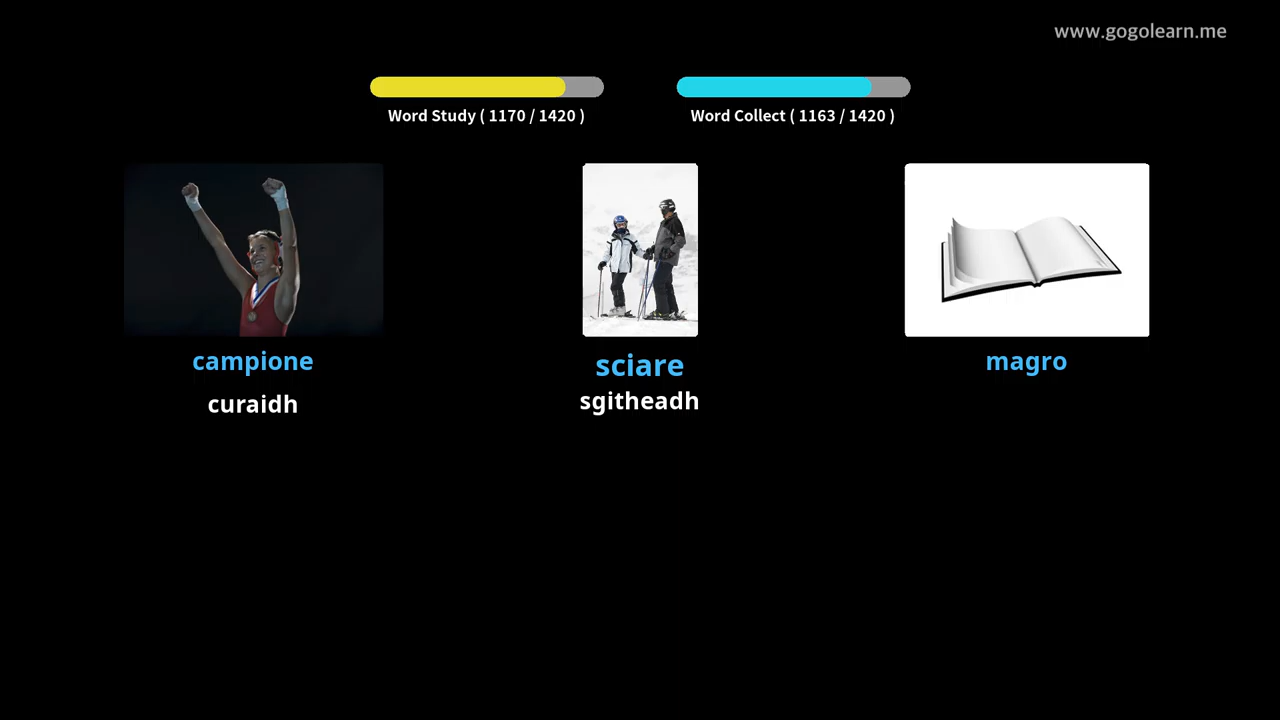 www.gogolearn.me
Word Study ( 1170 / 1420 )
Word Collect ( 1163 / 1420 )
campione
sciare
magro
curaidh
sgitheadh